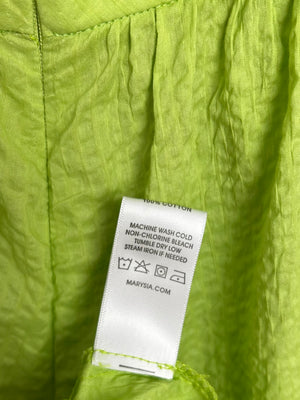 100% COTTON
MACHINE WASH COLD
NON-CHLORINE BLEACH
TUMBLE DRY LOW
STEAM IRON IF NEEDED
MARYSIA.COM